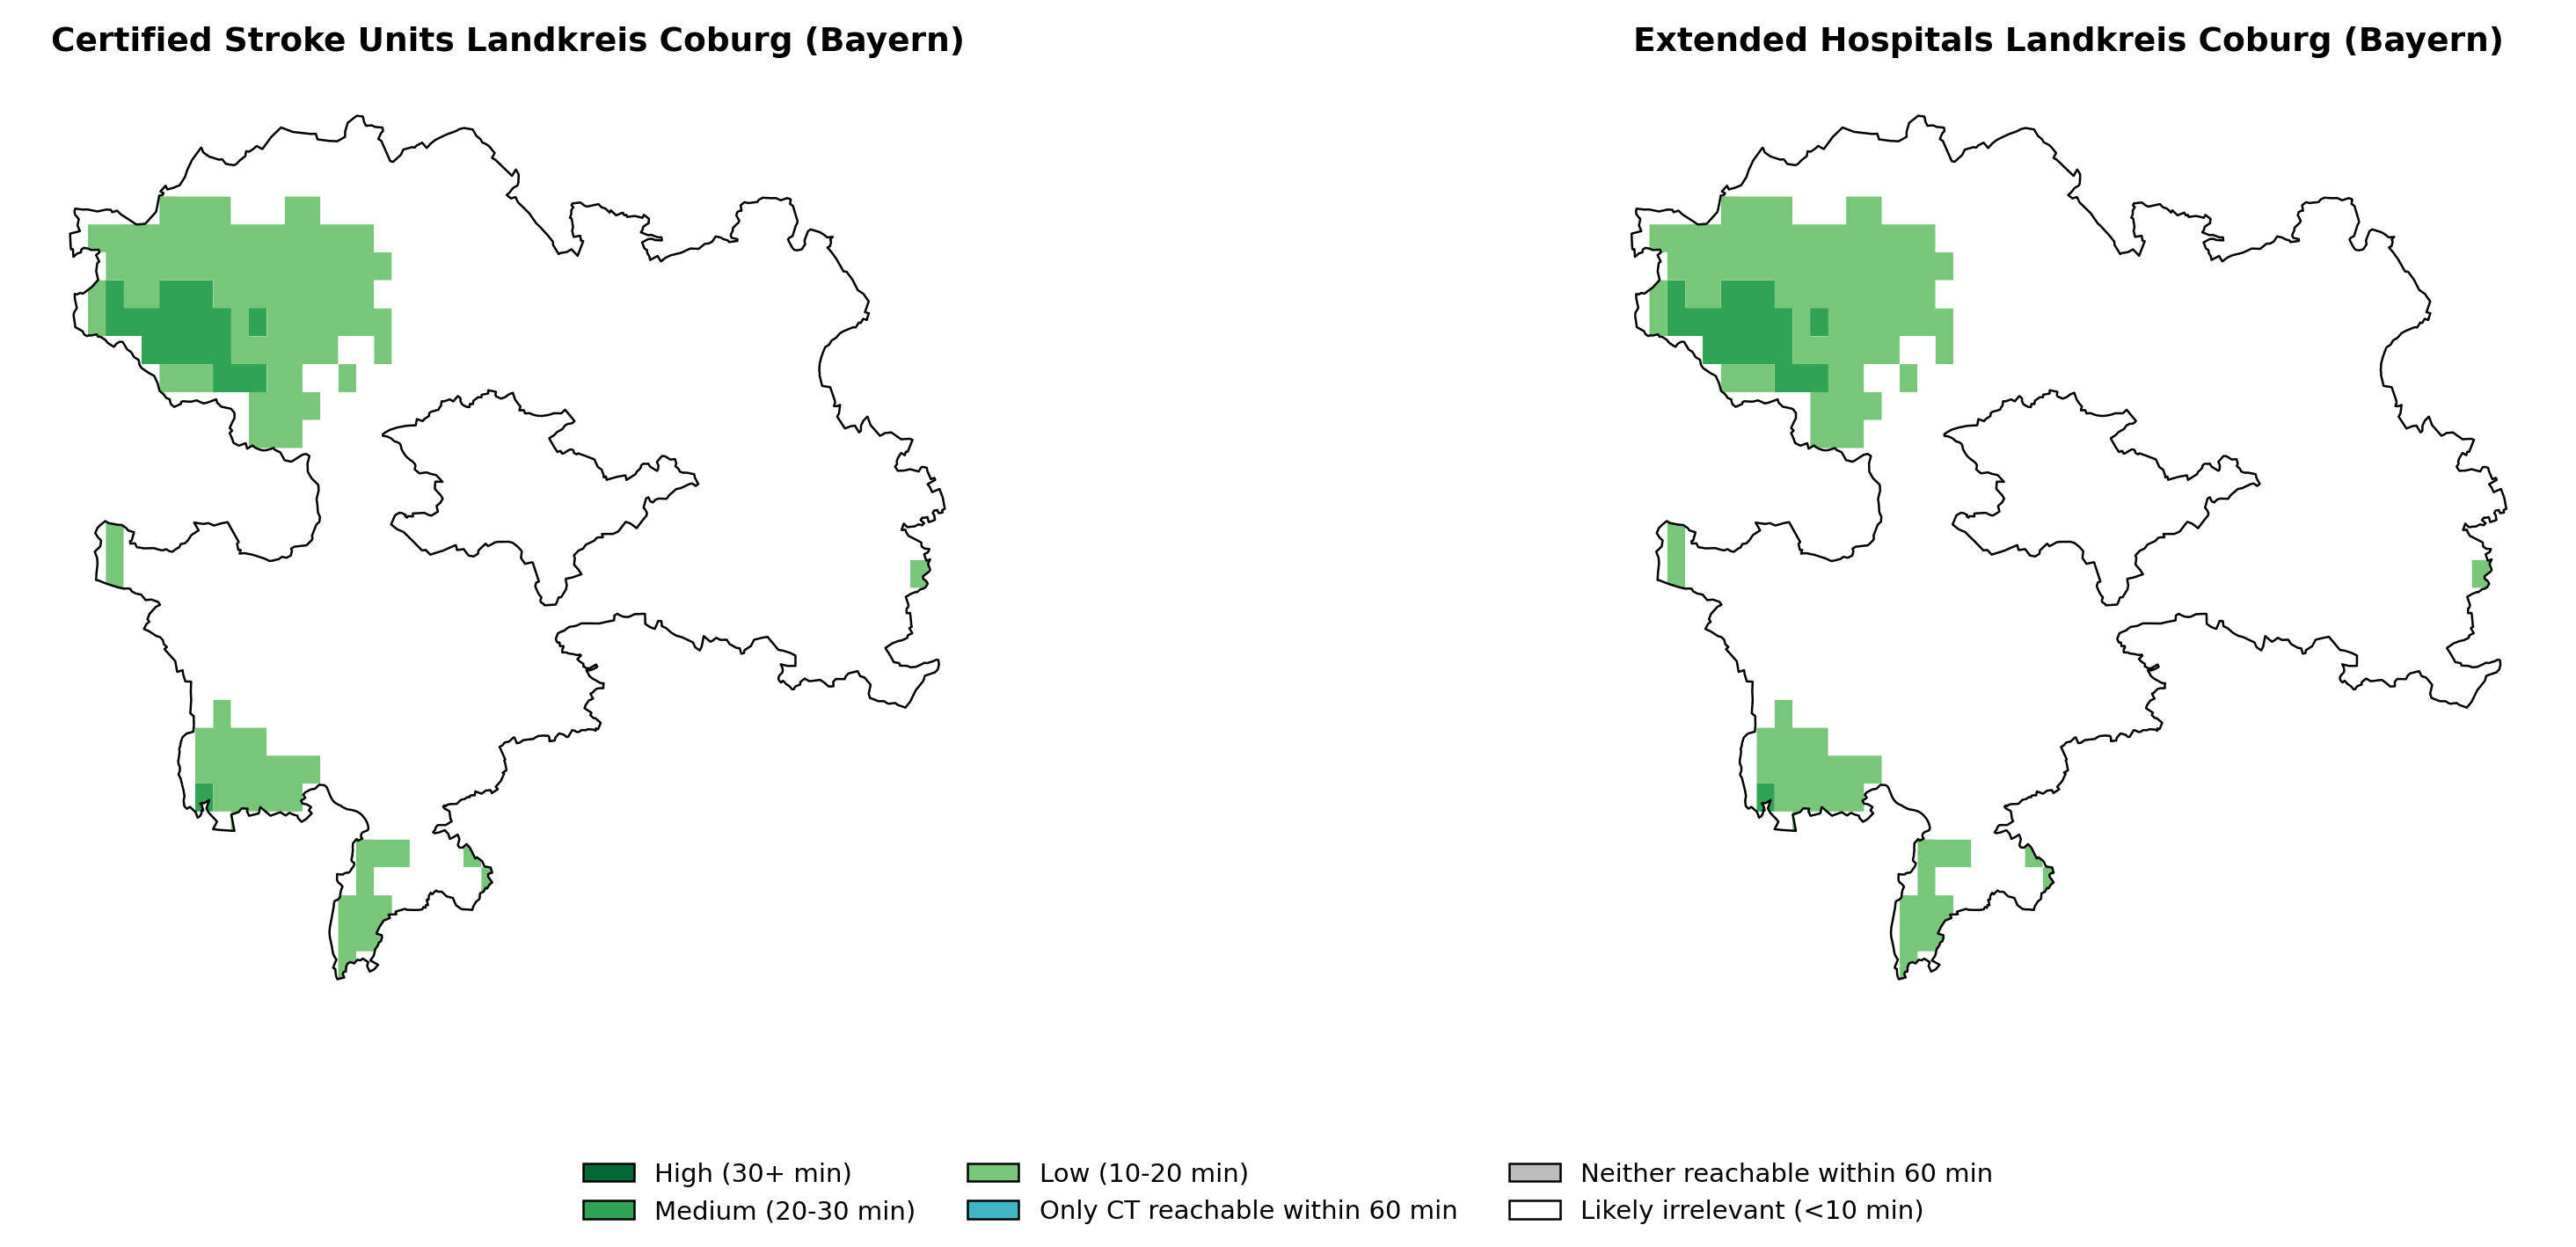 Certified Stroke Units Landkreis Coburg (Bayern)
Extended Hospitals Landkreis Coburg (Bayern)
High (30+ min)
Medium (20-30 min)
Low (10-20 min)
Only CT reachable within 60 min
Neither reachable within 60 min
Likely irrelevant (<10 min)